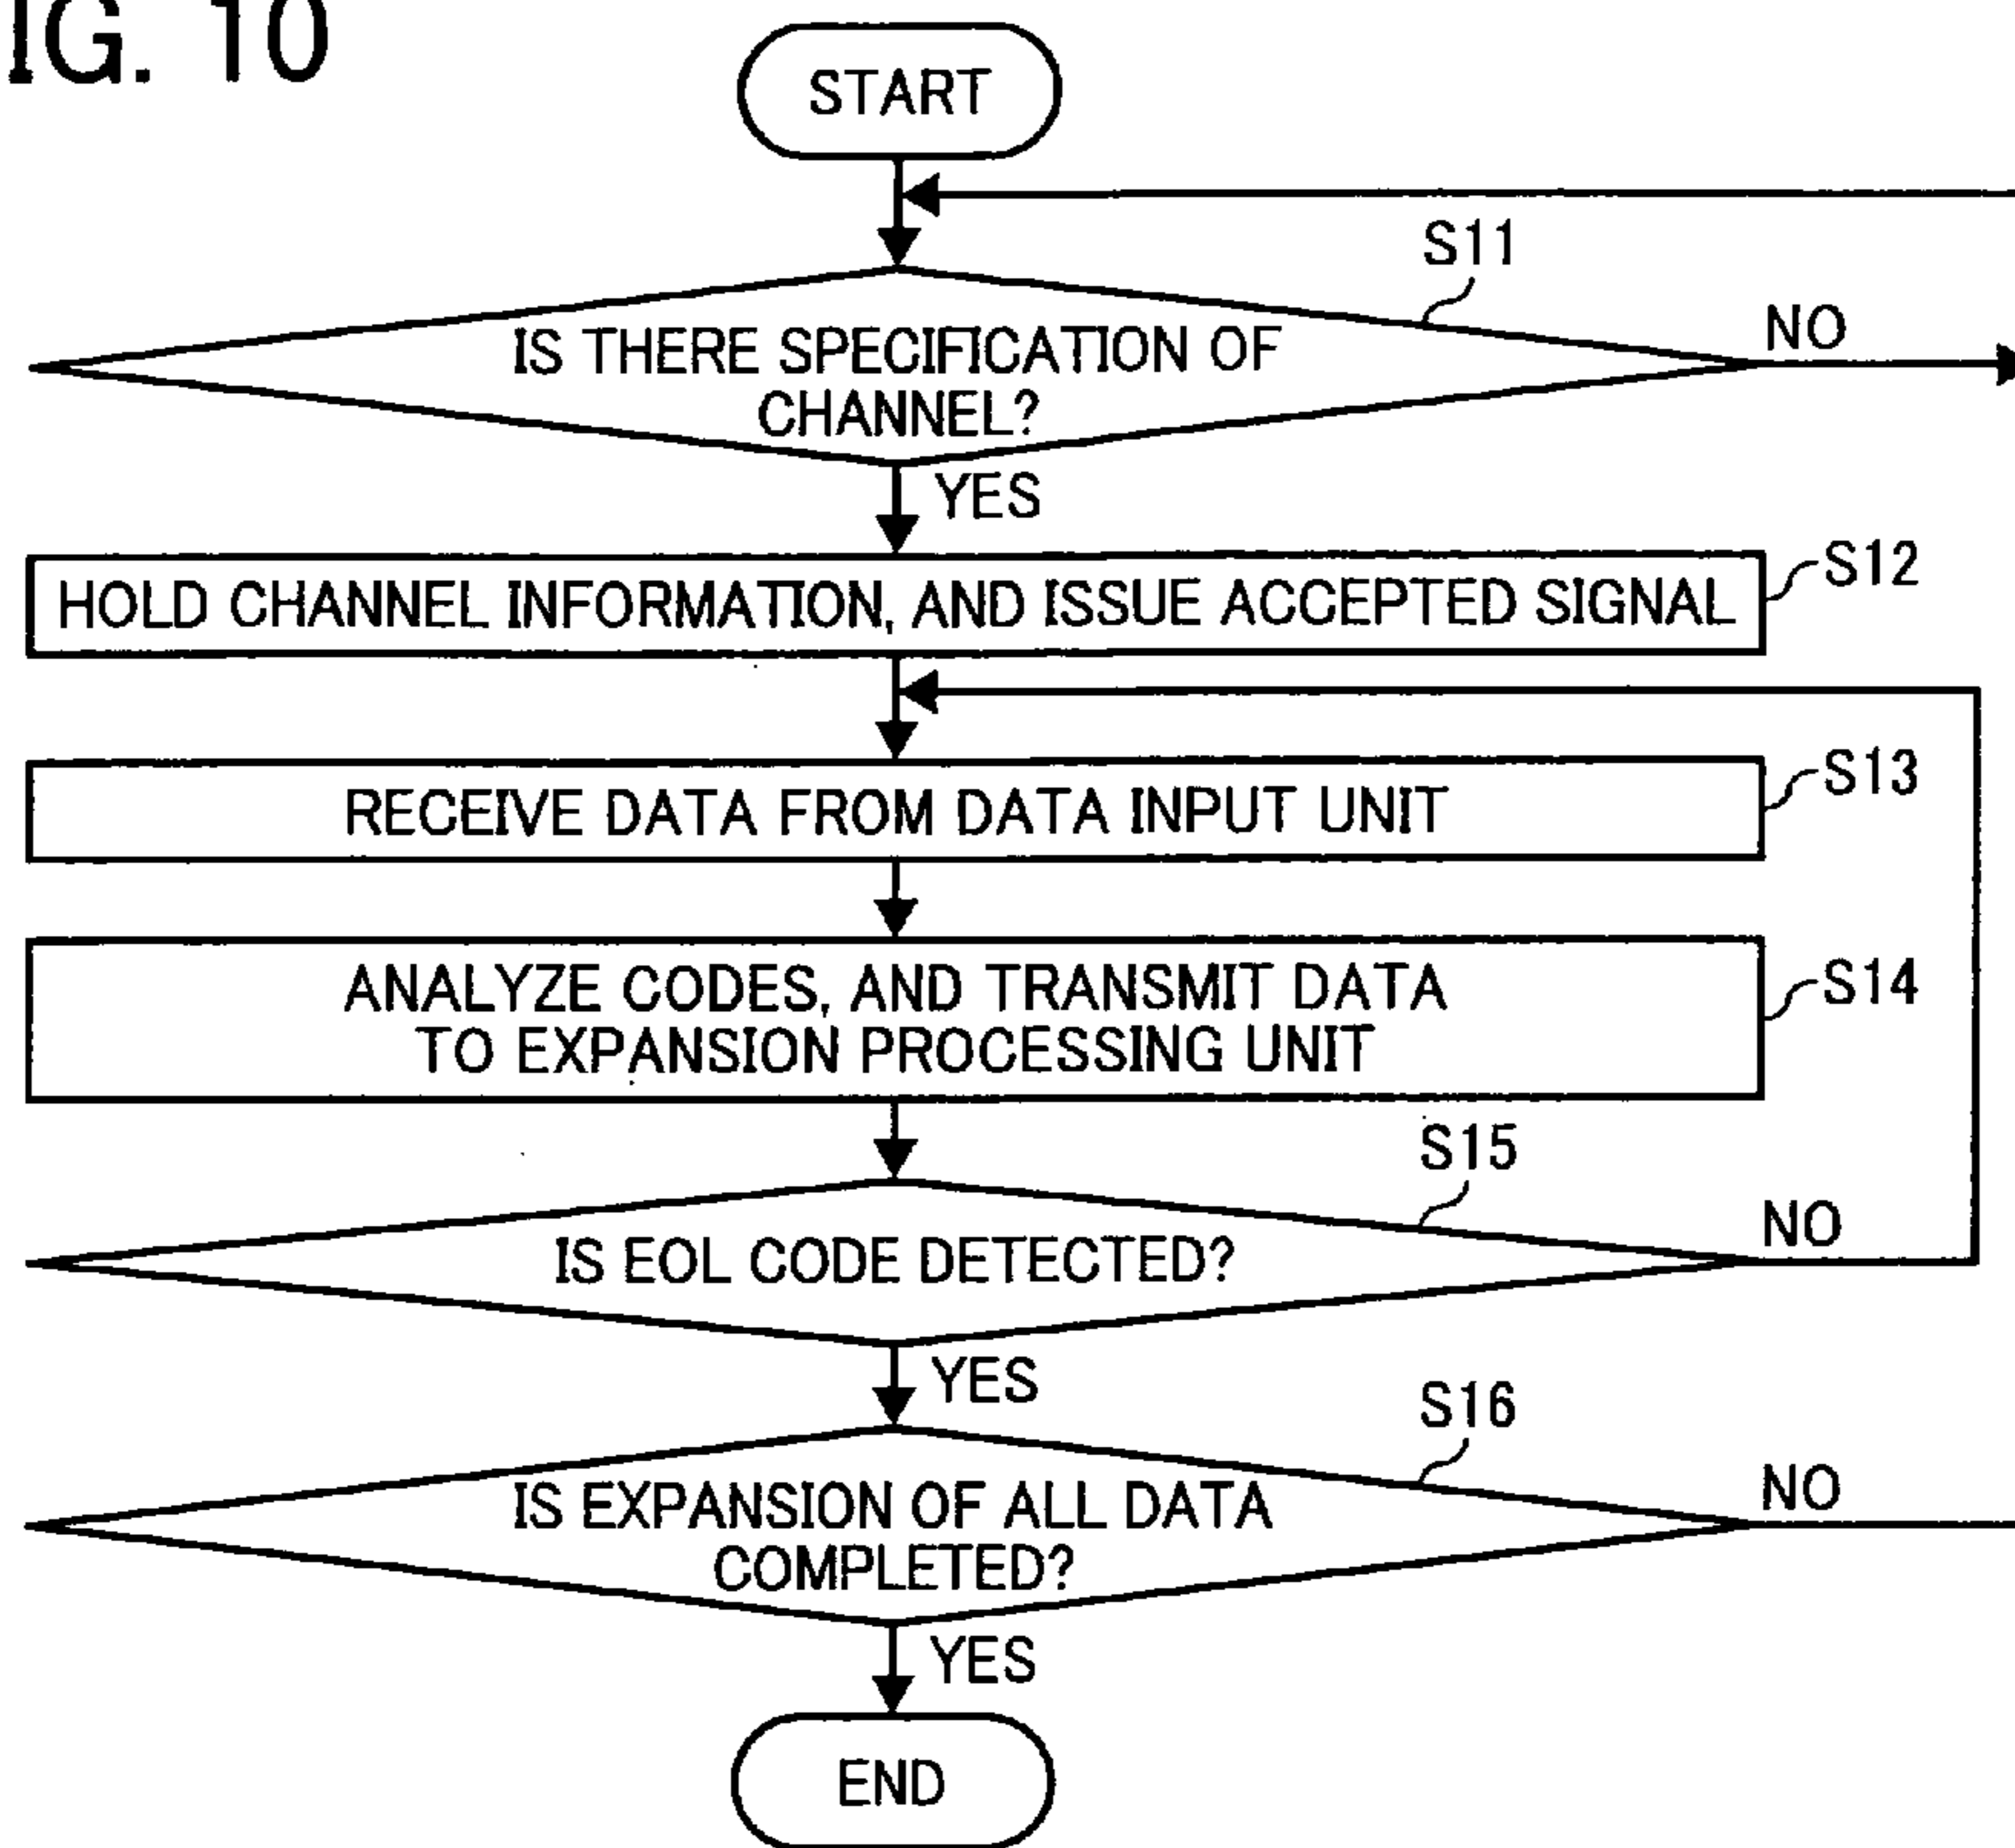 IG. 10
START
S11
IS THERE SPECIFICATION OF
CHANNEL?
NO
YES
HOLD CHANNEL INFORMATION, AND ISSUE ACCEPTED SIGNAL
S12
RECEIVE DATA FROM DATA INPUT UNIT
S13
ANALYZE CODES, AND TRANSMIT DATA
TO EXPANSION PROCESSING UNIT
S14
S15
IS EOL CODE DETECTED?
NO
YES
S16
IS EXPANSION OF ALL DATA
COMPLETED?
NO
YES
END